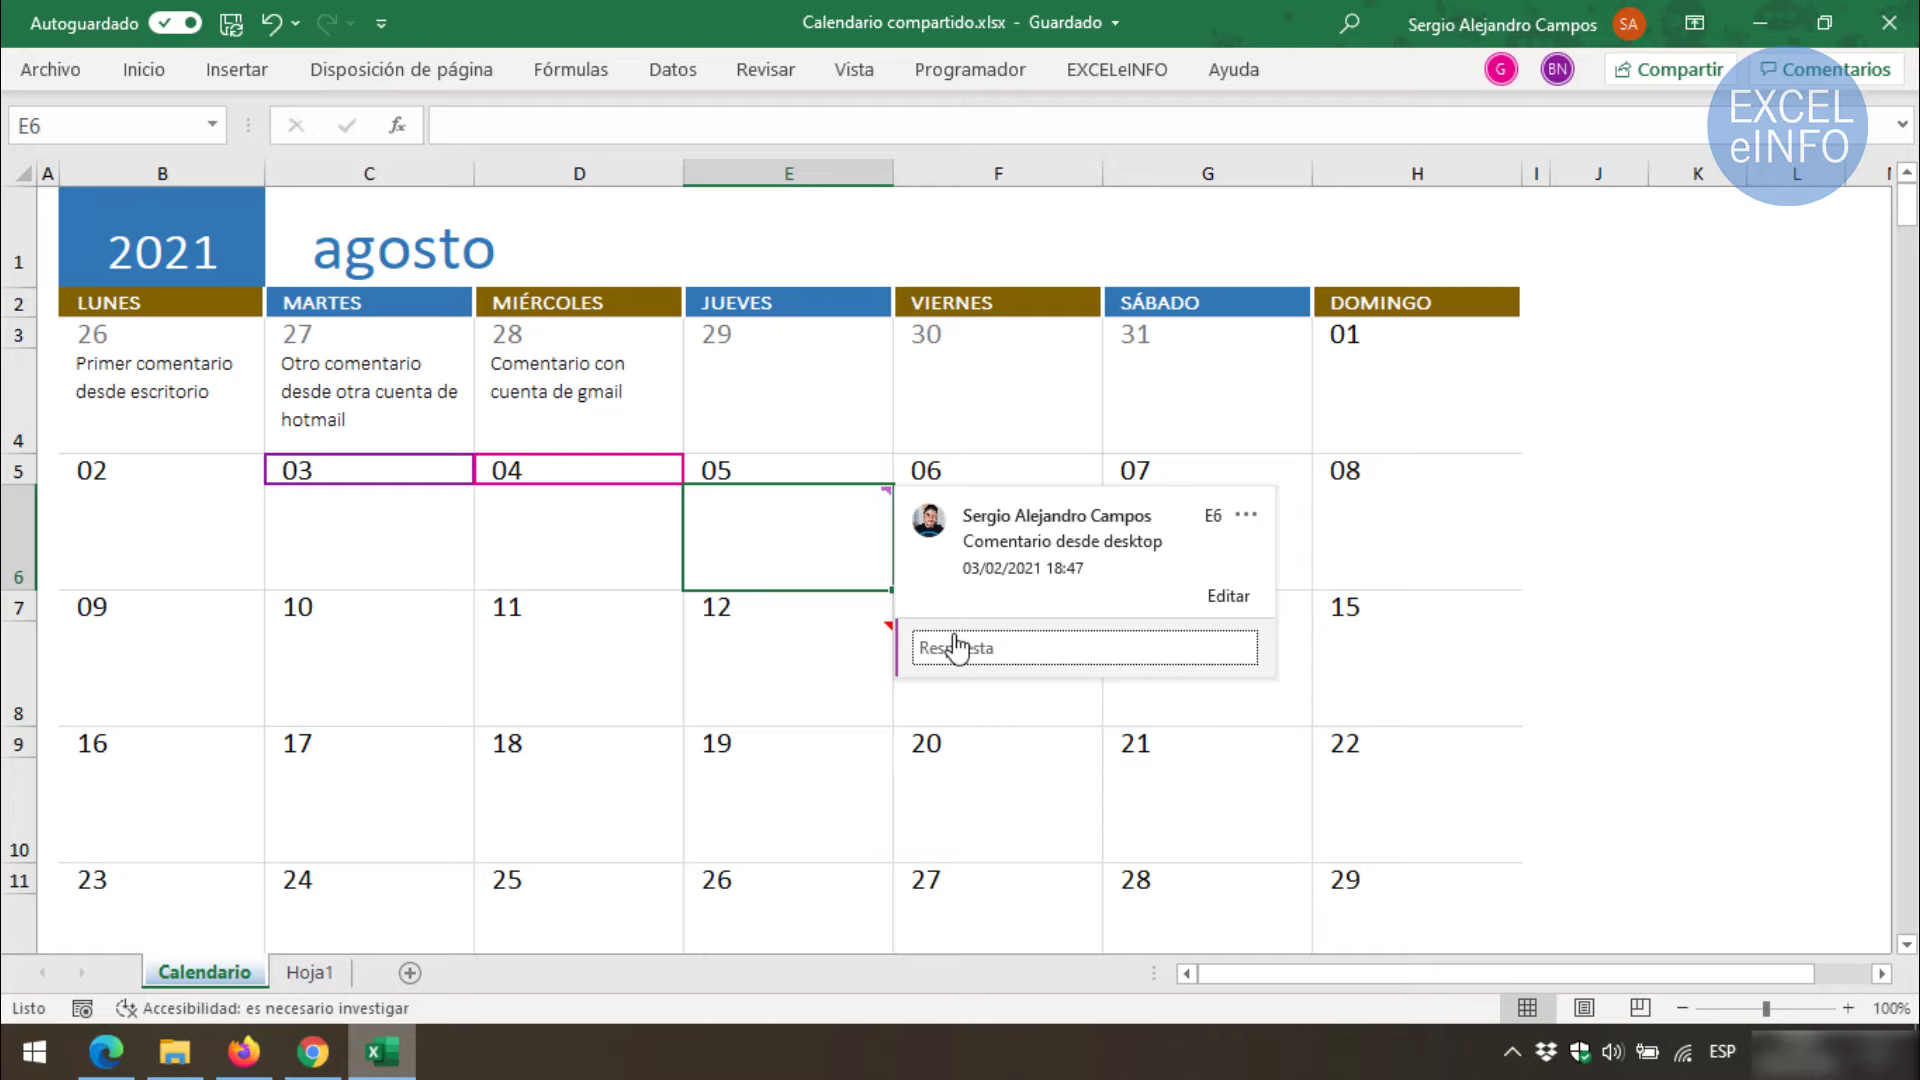 Autoguardado
Calendario compartido.xlsx - Guardado
Sergio Alejandro Campos
SA
Archivo Inicio Insertar Disposición de página Fórmulas Datos Revisar Vista Programador EXCELeINFO Ayuda
G BN Compartir Comentarios
EXCEL
eINFO
E6 fx
A B C D E F G H I J K L
1 2021 agosto
2 LUNES MARTES MIÉRCOLES JUEVES VIERNES SÁBADO DOMINGO
3 26 27 28 29 30 31 01
Primer comentario
desde escritorio
Otro comentario
desde otra cuenta de
hotmail
Comentario con
cuenta de gmail
4
5 02 03 04 05 06 07 08
Sergio Alejandro Campos E6
Comentario desde desktop
03/02/2021 18:47
Editar
6
7 09 10 11 12 15
8
9 16 17 18 19 20 21 22
10
11 23 24 25 26 27 28 29
Calendario Hoja1
Listo Accesibilidad: es necesario investigar 100%
ESP